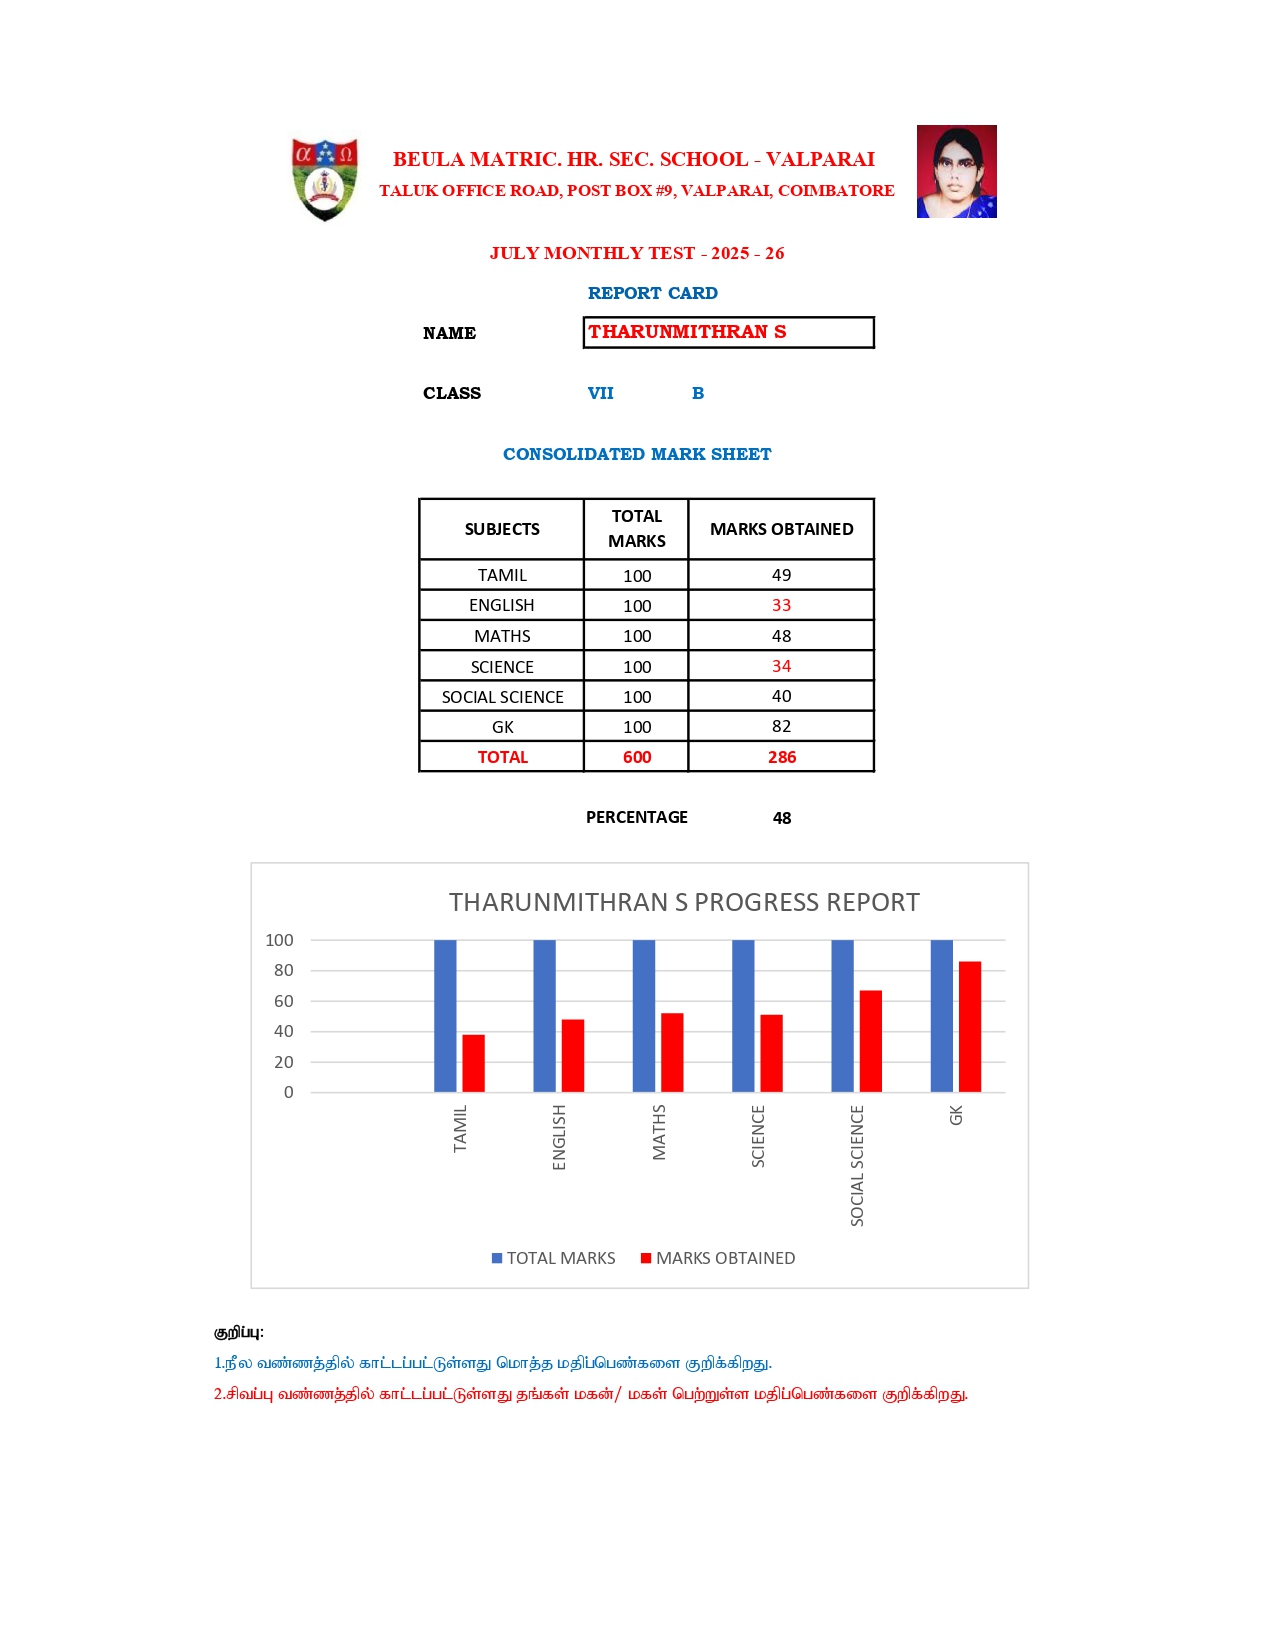 α Ω
BEULA MATRIC. HR. SEC. SCHOOL - VALPARAI
TALUK OFFICE ROAD, POST BOX #9, VALPARAI, COIMBATORE
JULY MONTHLY TEST - 2025 - 26
REPORT CARD
NAME THARUNMITHRAN S
CLASS VII B
CONSOLIDATED MARK SHEET
SUBJECTS TOTAL MARKS MARKS OBTAINED
TAMIL 100 49
ENGLISH 100 33
MATHS 100 48
SCIENCE 100 34
SOCIAL SCIENCE 100 40
GK 100 82
TOTAL 600 286
PERCENTAGE 48
THARUNMITHRAN S PROGRESS REPORT
100
80
60
40
20
0
TAMIL ENGLISH MATHS SCIENCE SOCIAL SCIENCE GK
TOTAL MARKS MARKS OBTAINED
குறிப்பு:
1.நீல வண்ணத்தில் காட்டப்பட்டுள்ளது மொத்த மதிப்பெண்களை குறிக்கிறது.
2.சிவப்பு வண்ணத்தில் காட்டப்பட்டுள்ளது தங்கள் மகன்/ மகள் பெற்றுள்ள மதிப்பெண்களை குறிக்கிறது.